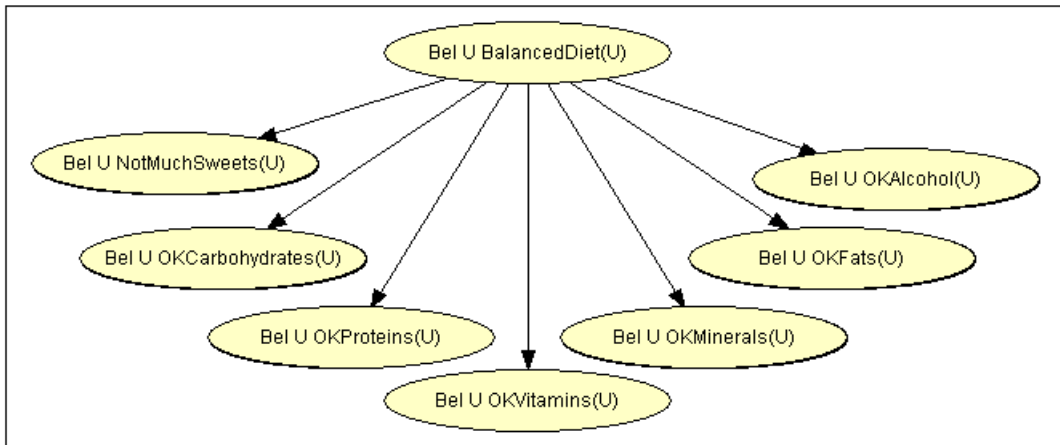 Bel U BalancedDiet(U)
Bel U NotMuchSweets(U)
Bel U OKAlcohol(U)
Bel U OKCarbohydrates(U)
Bel U OKFats(U)
Bel U OKProteins(U)
Bel U OKMinerals(U)
Bel U OKVitamins(U)